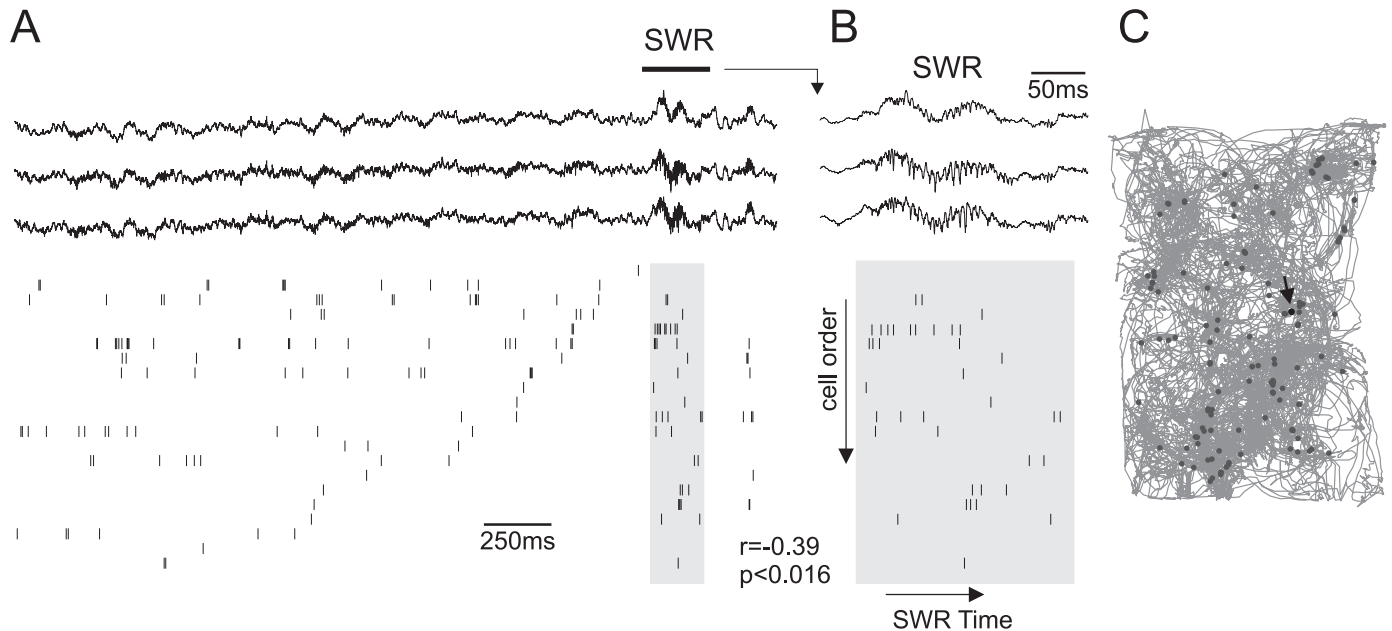 A
B
C
SWR
SWR
50ms
cell order
250ms
r=-0.39
p<0.016
SWR Time